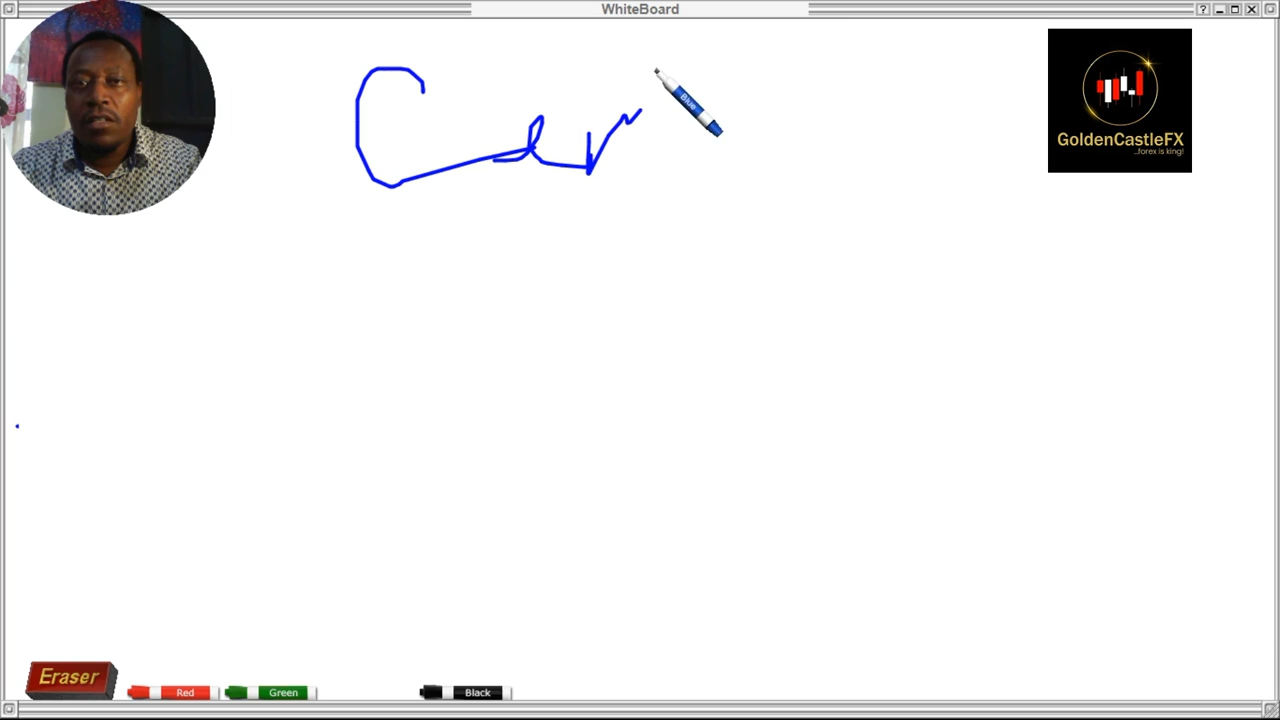 WhiteBoard
Blue
GoldenCastleFX
...forex is king!
Eraser
Red
Green
Black